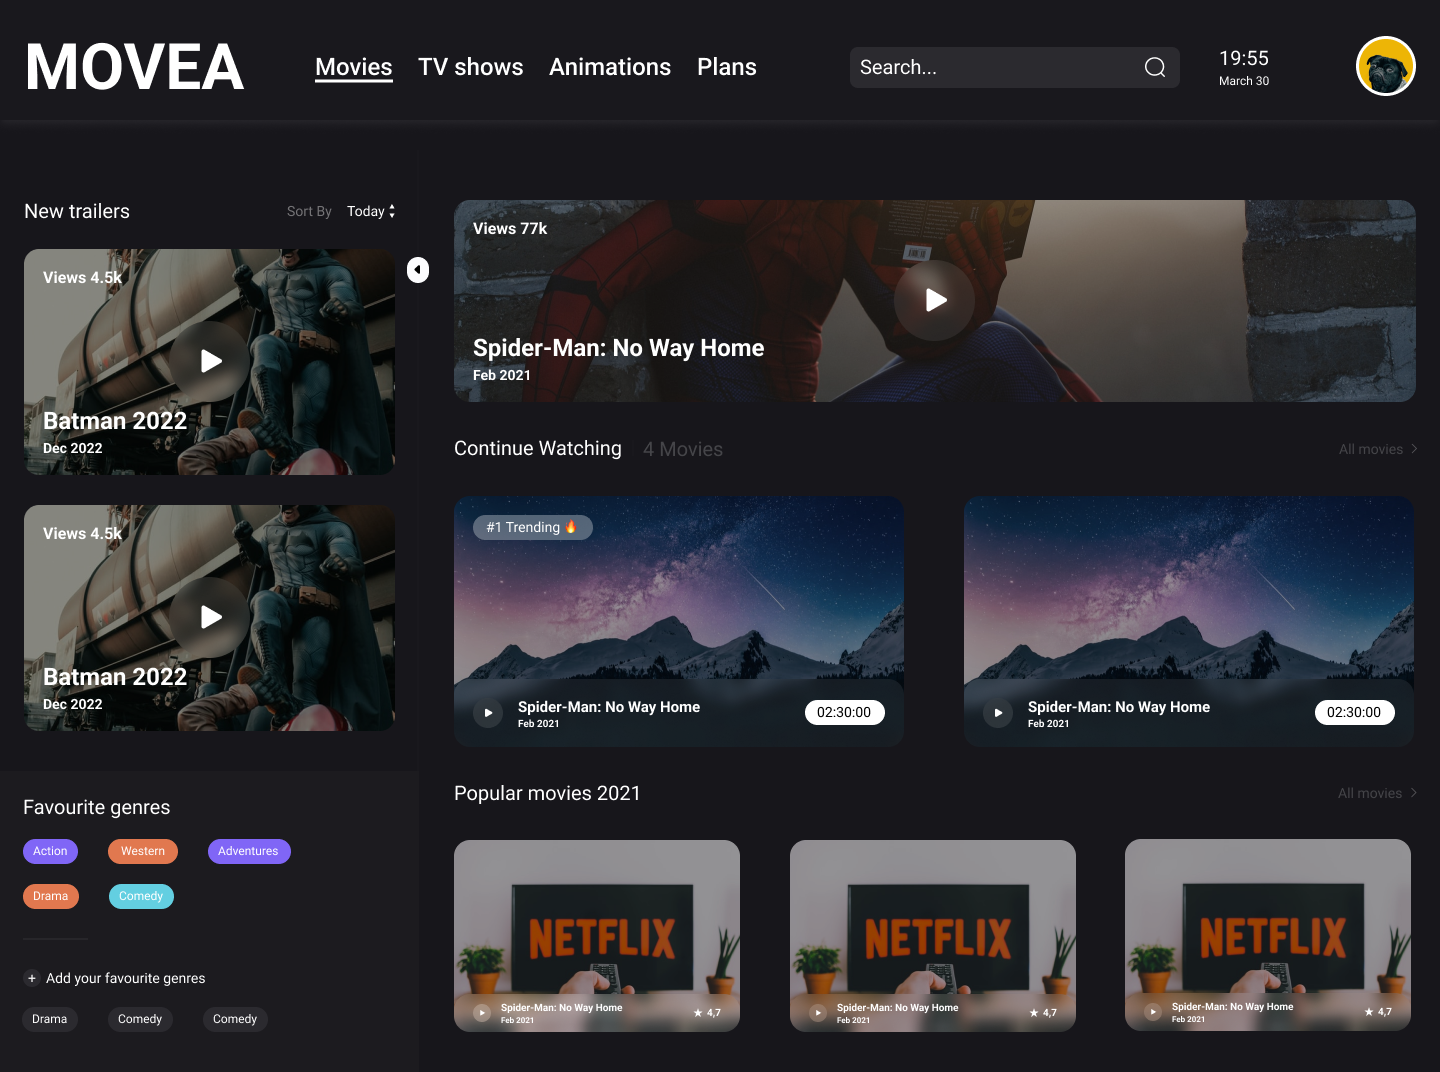 MOVEA
Movies TV shows Animations Plans
Search...
19:55
March 30
New trailers
Sort By Today
Views 4.5k
Batman 2022
Dec 2022
Views 4.5k
Batman 2022
Dec 2022
Favourite genres
Action Western Adventures
Drama Comedy
+ Add your favourite genres
Drama Comedy Comedy
Views 77k
Spider-Man: No Way Home
Feb 2021
Continue Watching 4 Movies
All movies
#1 Trending 🔥
Spider-Man: No Way Home
Feb 2021
02:30:00
Spider-Man: No Way Home
Feb 2021
02:30:00
Popular movies 2021
All movies
NETFLIX
Spider-Man: No Way Home
Feb 2021
★ 4,7
NETFLIX
Spider-Man: No Way Home
Feb 2021
★ 4,7
NETFLIX
Spider-Man: No Way Home
Feb 2021
★ 4,7